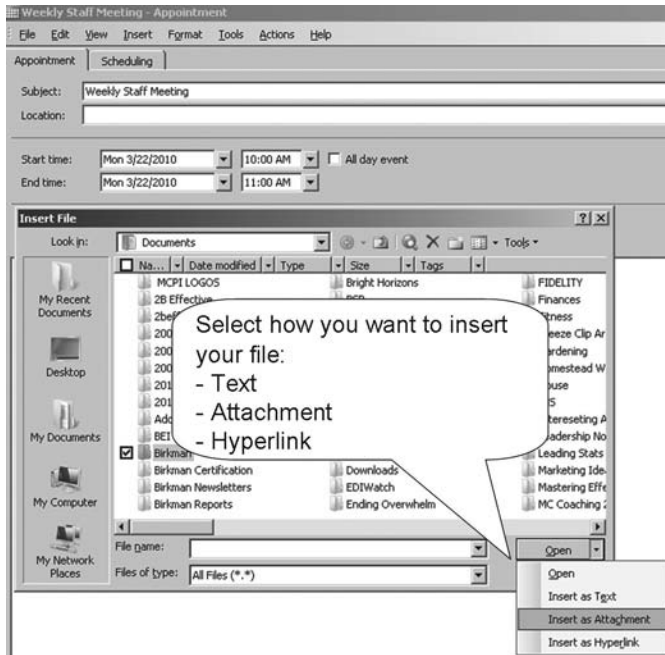 Weekly Staff Meeting - Appointment
File Edit View Insert Format Tools Actions Help
Appointment Scheduling
Subject: Weekly Staff Meeting
Location:
Start time: Mon 3/22/2010 10:00 AM All day event
End time: Mon 3/22/2010 11:00 AM
Insert File
Look in: Documents Tools
Na... Date modified Type Size Tags
MCPI LOGOS Bright Horizons FIDELITY
2B Effective Finances
Select how you want to insert
your file:
- Text
- Attachment
- Hyperlink
My Recent
Documents
Desktop
My Documents
My Computer
My Network
Places
BEI
Birkman Leading Stats
Birkman Certification Downloads Marketing Ide
Birkman Newsletters EDIWatch Mastering Effe
Birkman Reports Ending Overwhelm MC Coaching 2
File name: Open
Files of type: All Files (*.*)
Open
Insert as Text
Insert as Attachment
Insert as Hyperlink